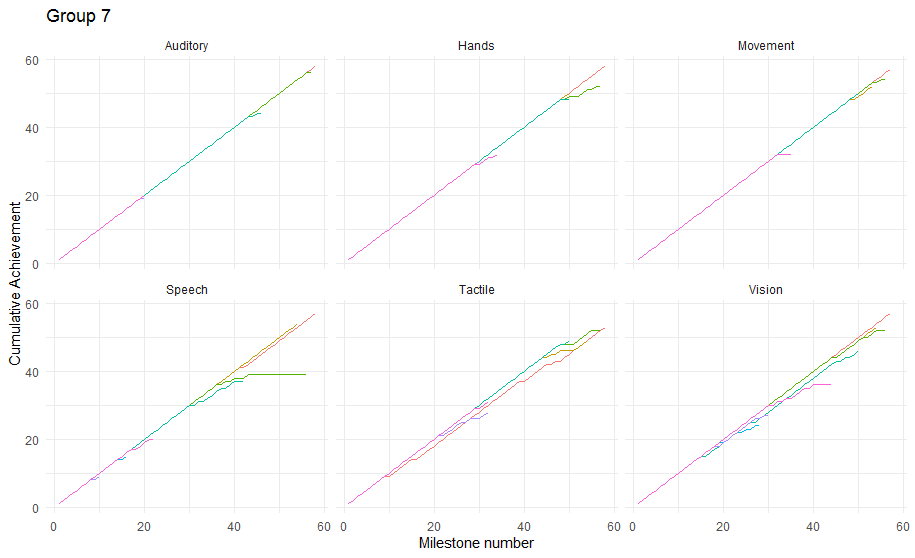 Group 7
Auditory Hands Movement
60
40
20
0
Speech Tactile Vision
60
40
20
0
0 20 40 60 0 20 40 60 0 20 40 60
Milestone number
Cumulative Achievement